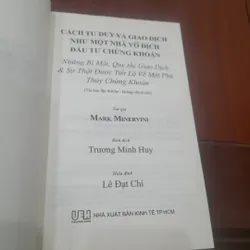 CÁCH TƯ DUY VÀ GIAO DỊCH
NHƯ MỘT NHÀ VÔ ĐỊCH
ĐẦU TƯ CHỨNG KHOÁN
Những Bí Mật, Quy tắc Giao Dịch,
& Sự Thật Được Tiết Lộ Về Một Phù
Thủy Chứng Khoán
Tác giả
MARK MINERVINI
Biên dịch
Trương Minh Huy
Hiệu đính
Lê Đạt Chí
UEH NHÀ XUẤT BẢN KINH TẾ TP.HCM